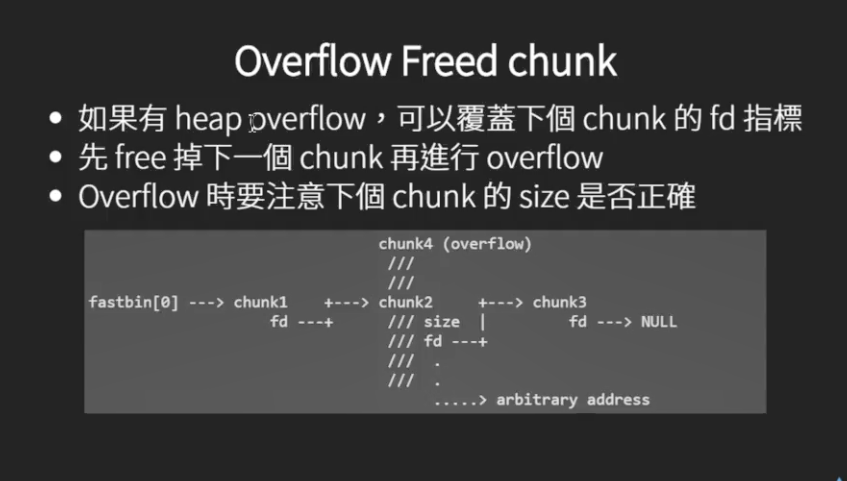 Overflow Freed chunk
• 如果有 heap overflow，可以覆蓋下個 chunk 的 fd 指標
• 先 free 掉下一個 chunk 再進行 overflow
• Overflow 時要注意下個 chunk 的 size 是否正確
chunk4 (overflow)
///
///
fastbin[0] ---> chunk1    +---> chunk2     +---> chunk3
fd ---+      /// size  |         fd ---> NULL
/// fd ---+
///  .
///  .
.....> arbitrary address